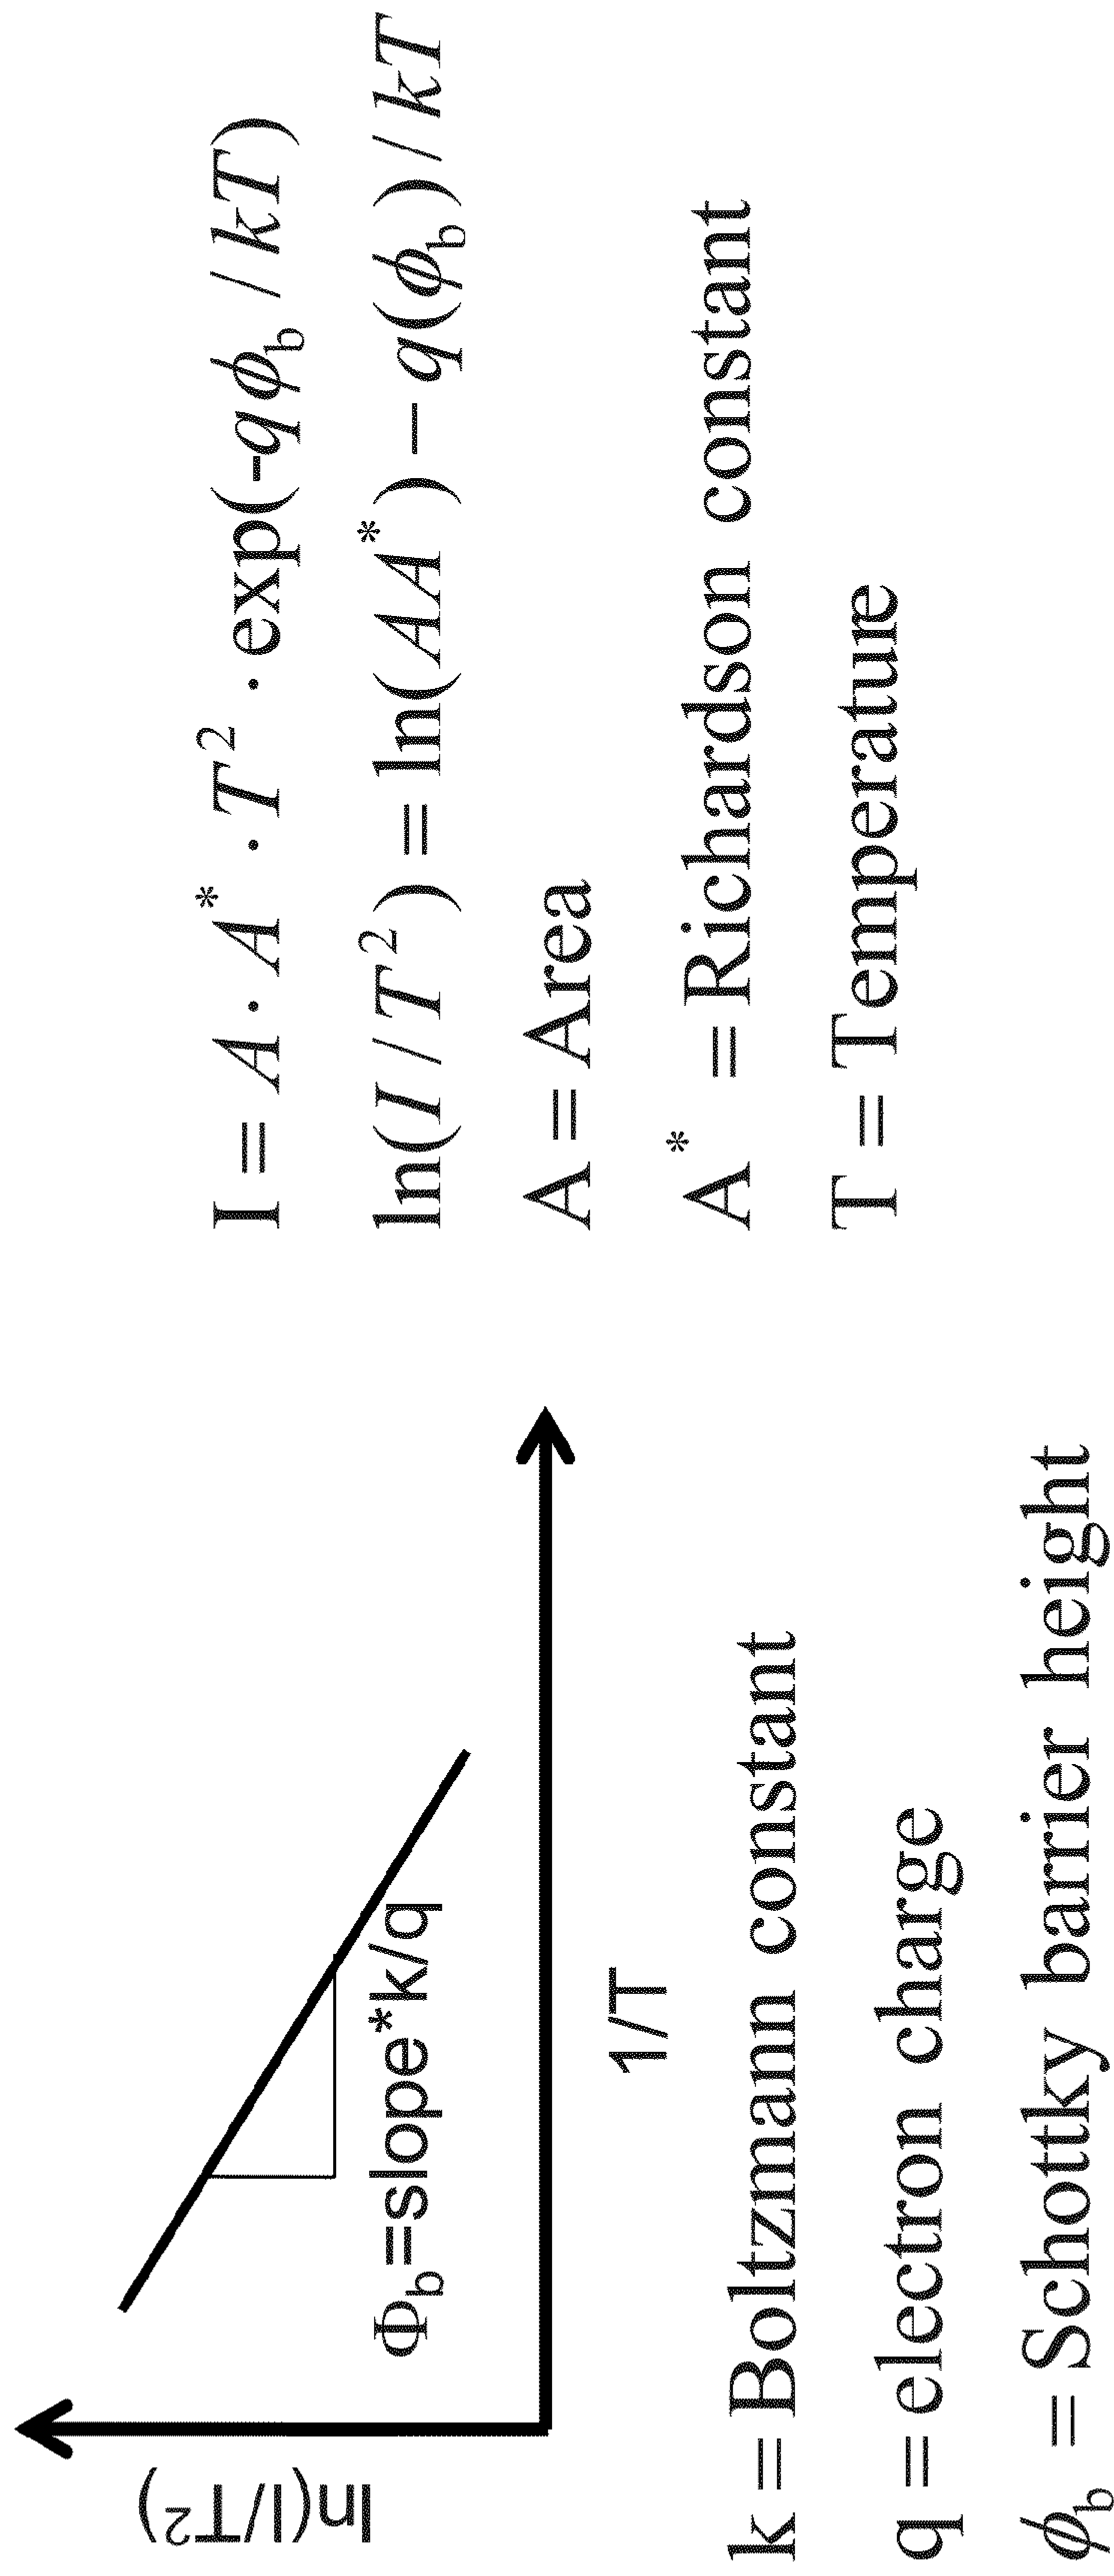 ln(I/T²)
Φb=slope*k/q
1/T
k = Boltzmann constant
q = electron charge
ϕb = Schottky barrier height
I = A · A* · T² · exp(-qϕb / kT)
ln(I / T²) = ln(AA*) − q(ϕb) / kT
A = Area
A* = Richardson constant
T = Temperature